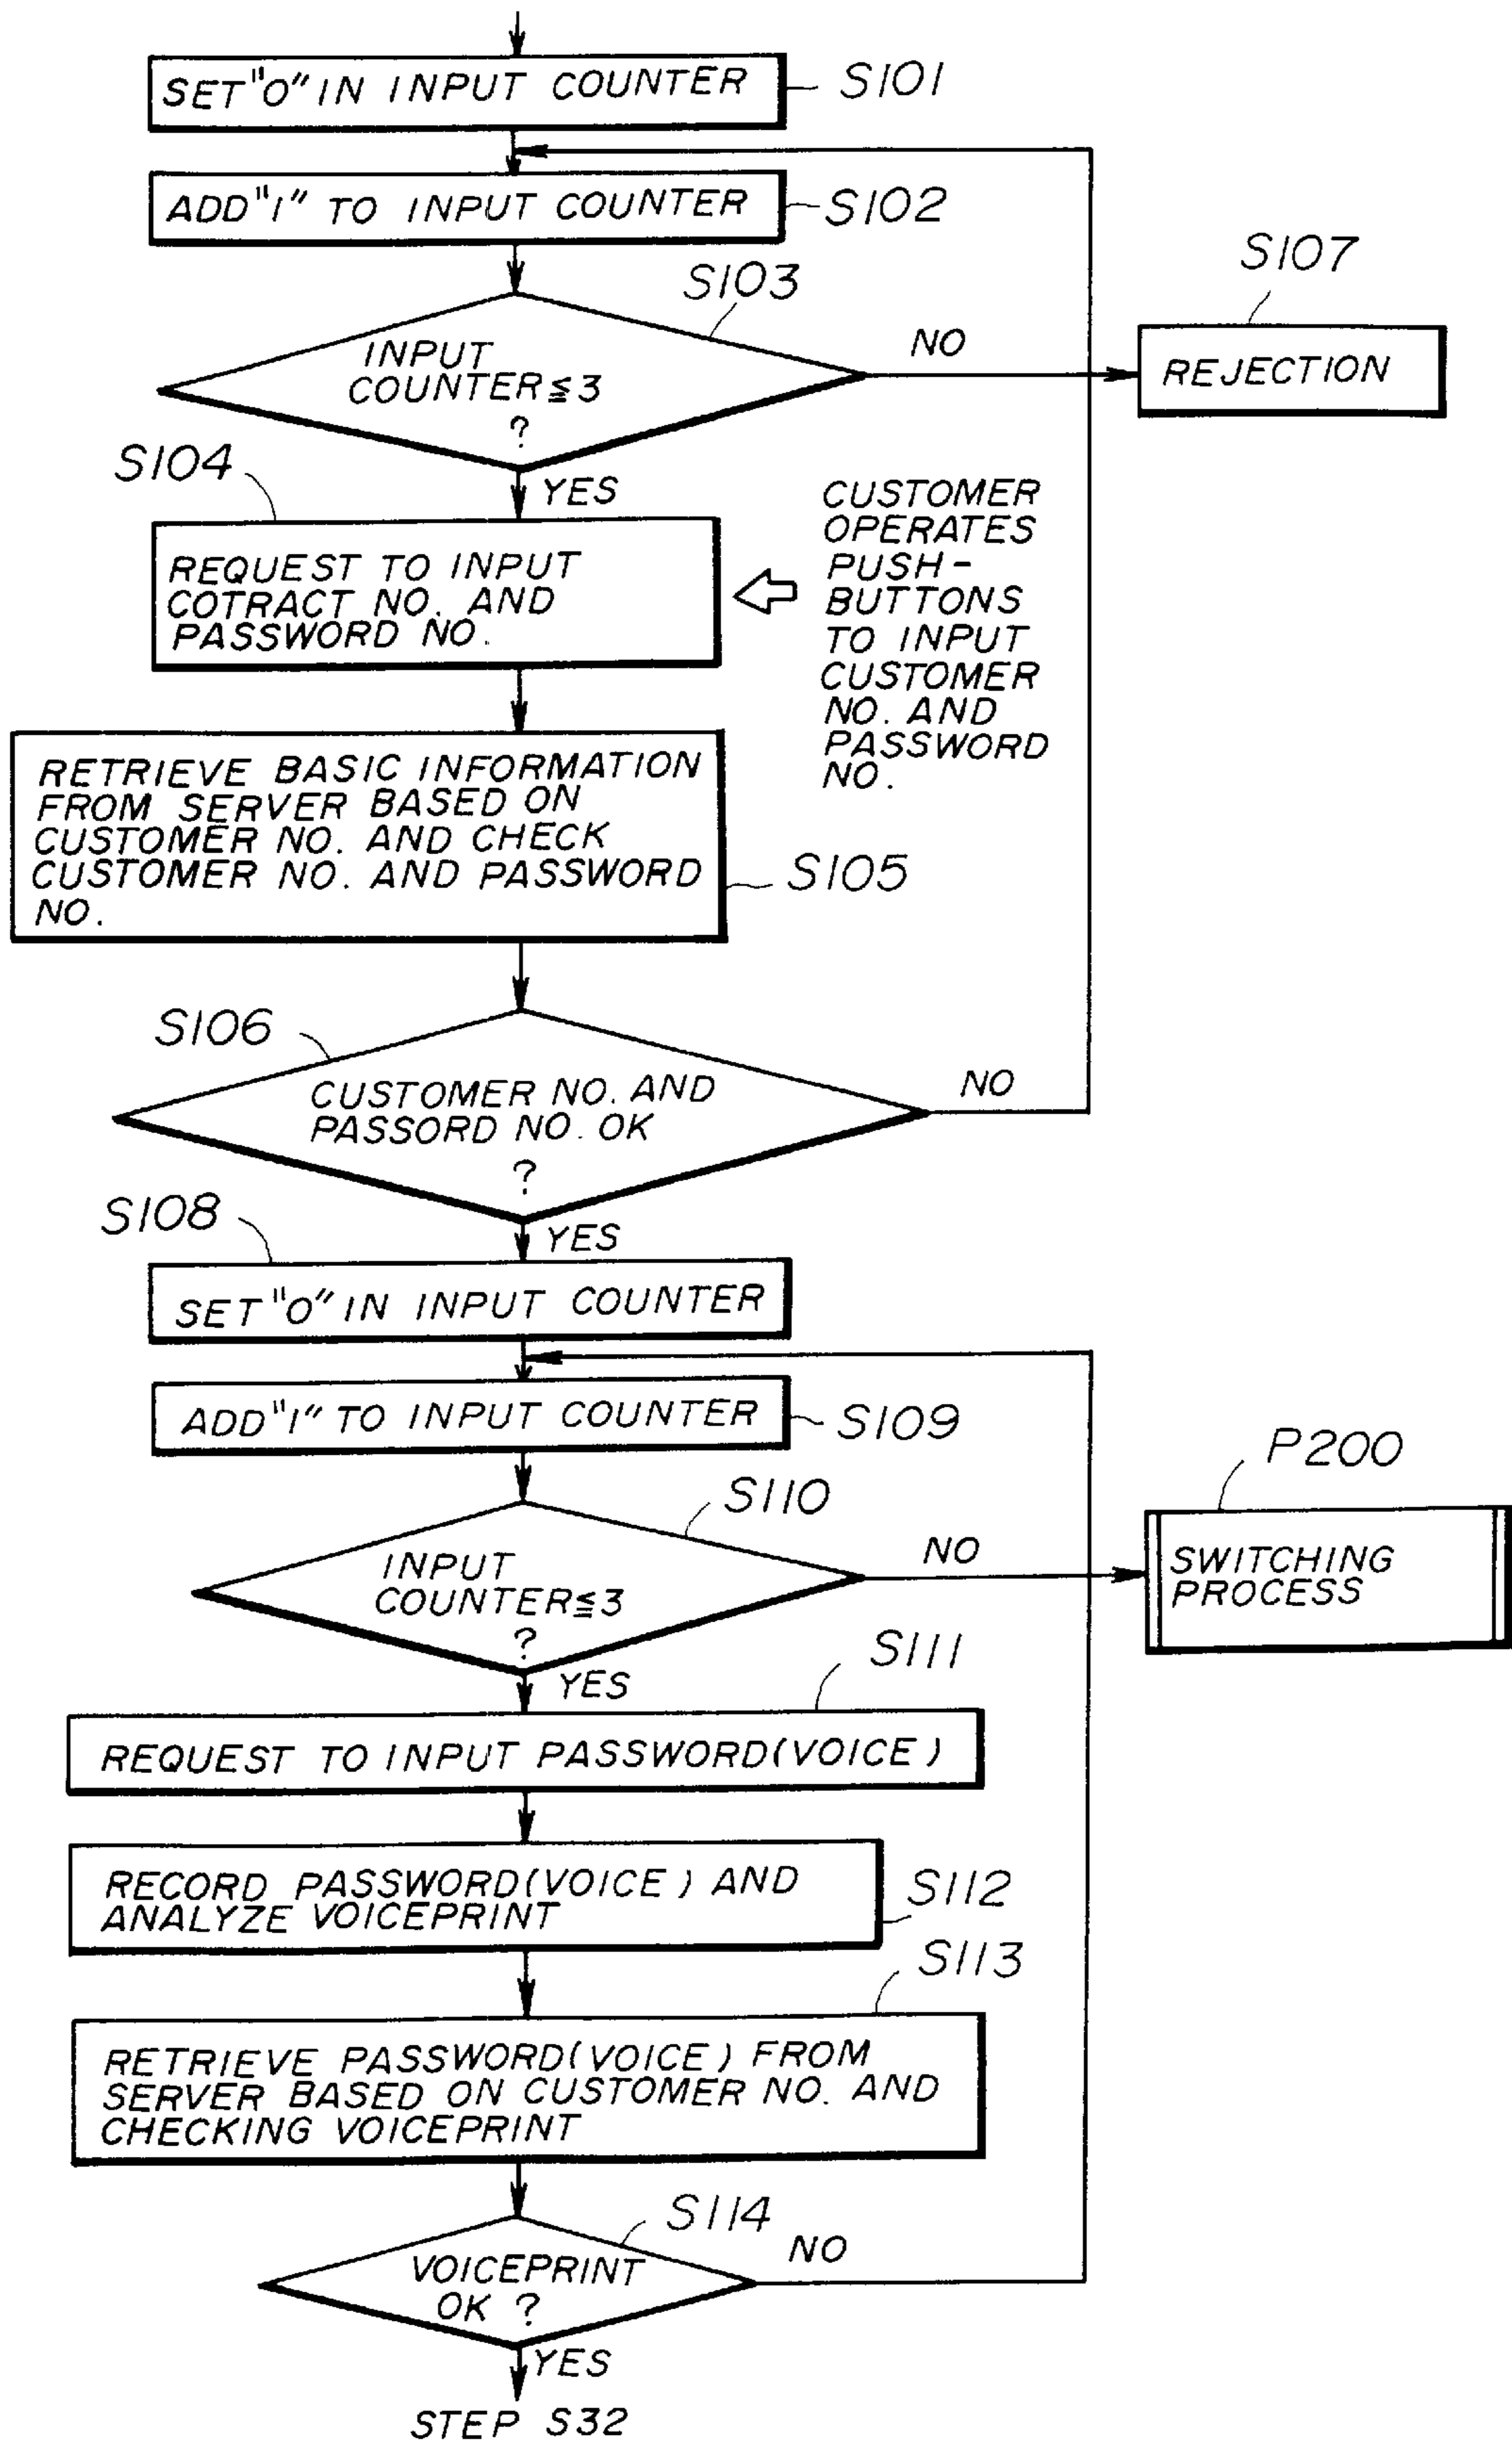 SET "0" IN INPUT COUNTER
S101
ADD "1" TO INPUT COUNTER
S102
S103
INPUT
COUNTER≦3
?
NO
S107
REJECTION
YES
S104
REQUEST TO INPUT
COTRACT NO. AND
PASSWORD NO.
CUSTOMER
OPERATES
PUSH-
BUTTONS
TO INPUT
CUSTOMER
NO. AND
PASSWORD
NO.
RETRIEVE BASIC INFORMATION
FROM SERVER BASED ON
CUSTOMER NO. AND CHECK
CUSTOMER NO. AND PASSWORD
NO.
S105
S106
CUSTOMER NO. AND
PASSORD NO. OK
?
NO
YES
S108
SET "0" IN INPUT COUNTER
ADD "1" TO INPUT COUNTER
S109
S110
INPUT
COUNTER≦3
?
NO
P200
SWITCHING
PROCESS
YES
S111
REQUEST TO INPUT PASSWORD(VOICE)
RECORD PASSWORD(VOICE) AND
ANALYZE VOICEPRINT
S112
S113
RETRIEVE PASSWORD(VOICE) FROM
SERVER BASED ON CUSTOMER NO. AND
CHECKING VOICEPRINT
S114
VOICEPRINT
OK ?
NO
YES
STEP S32